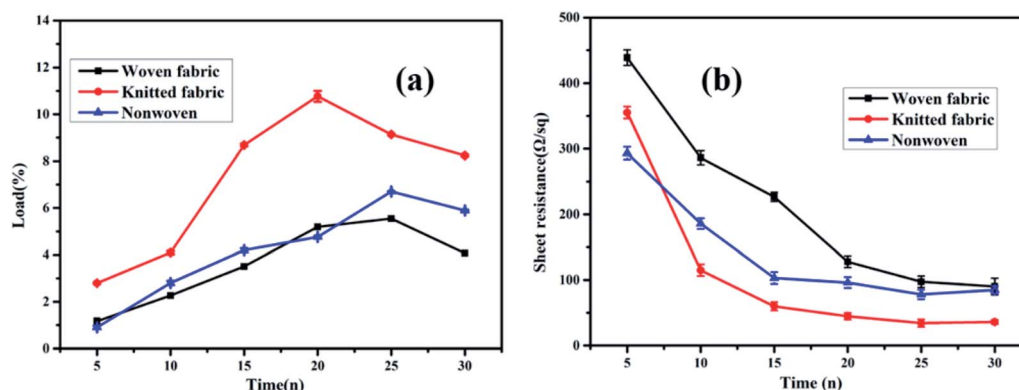 14
12
10
8
6
4
2
0
Load(%)
Woven fabric
Knitted fabric
Nonwoven
(a)
5 10 15 20 25 30
Time(n)
500
400
300
200
100
0
Sheet resistance(Ω/sq)
(b)
Woven fabric
Knitted fabric
Nonwoven
5 10 15 20 25 30
Time (n)